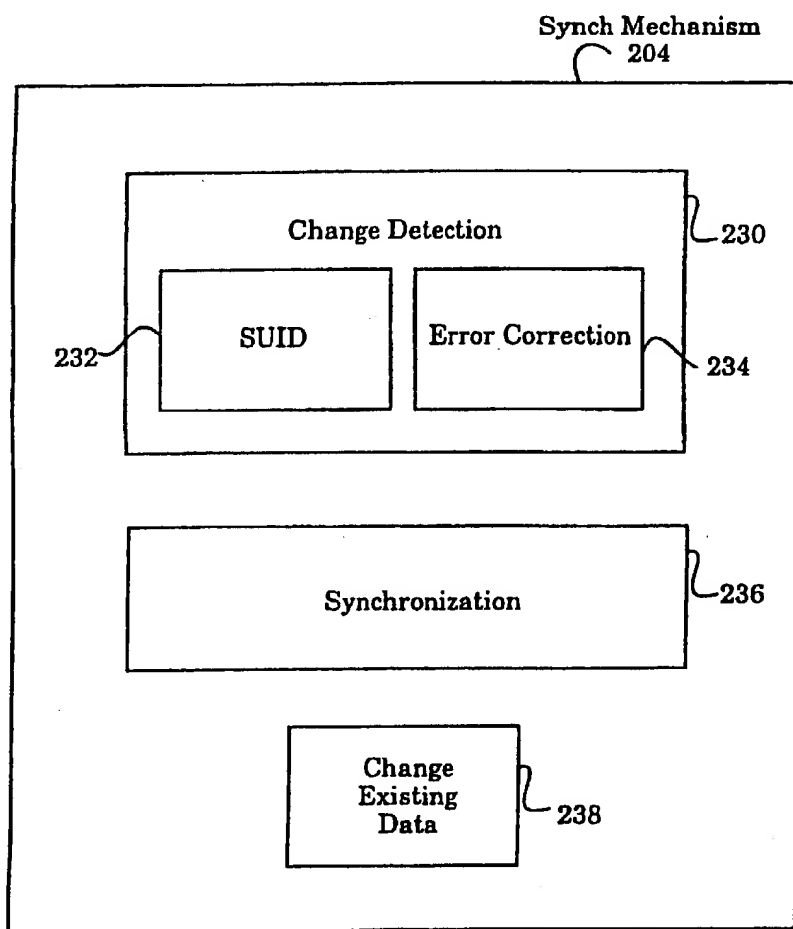 Synch Mechanism
204
Change Detection
230
SUID
Error Correction
232
234
Synchronization
236
Change
Existing
Data
238